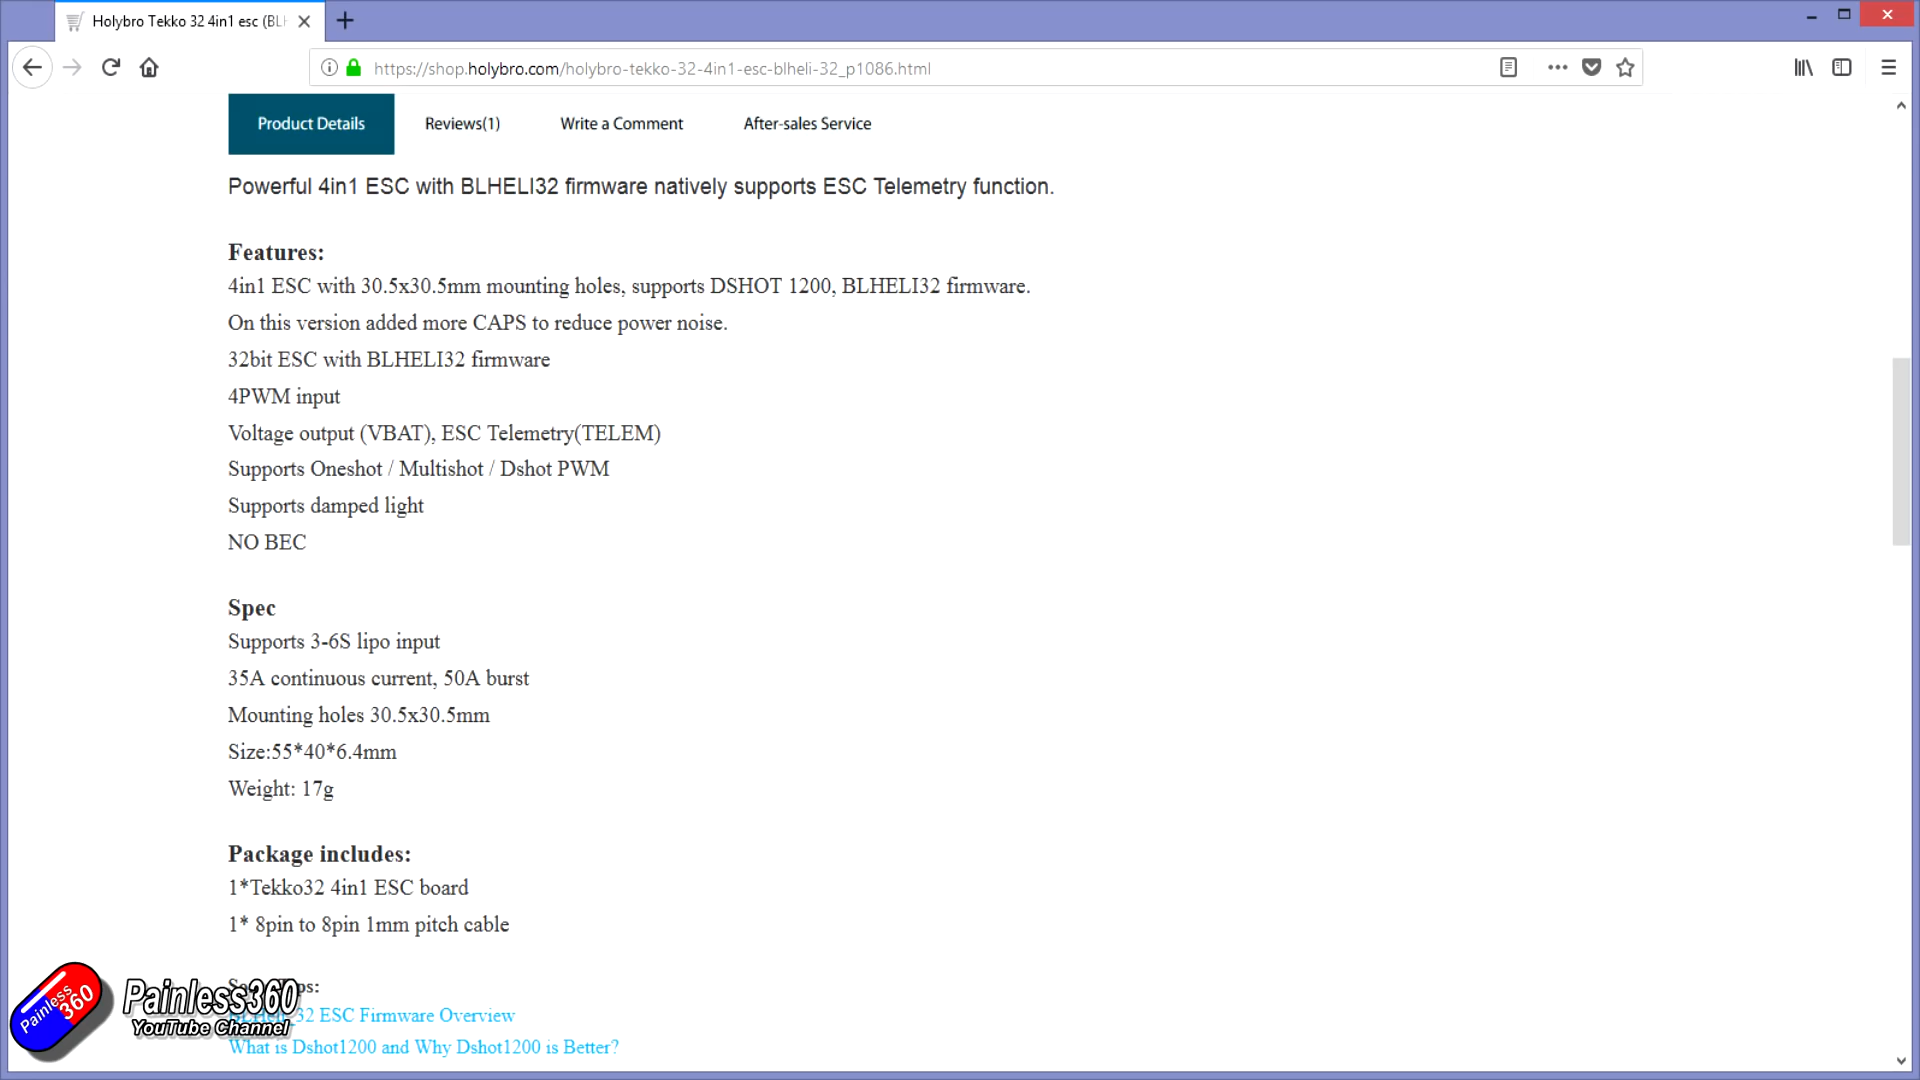 Holybro Tekko 32 4in1 esc (BLH
https://shop.holybro.com/holybro-tekko-32-4in1-esc-blheli-32_p1086.html
Product Details Reviews(1) Write a Comment After-sales Service
Powerful 4in1 ESC with BLHELI32 firmware natively supports ESC Telemetry function.
Features:
4in1 ESC with 30.5x30.5mm mounting holes, supports DSHOT 1200, BLHELI32 firmware.
On this version added more CAPS to reduce power noise.
32bit ESC with BLHELI32 firmware
4PWM input
Voltage output (VBAT), ESC Telemetry(TELEM)
Supports Oneshot / Multishot / Dshot PWM
Supports damped light
NO BEC
Spec
Supports 3-6S lipo input
35A continuous current, 50A burst
Mounting holes 30.5x30.5mm
Size:55*40*6.4mm
Weight: 17g
Package includes:
1*Tekko32 4in1 ESC board
1* 8pin to 8pin 1mm pitch cable
Painless 360
Painless360
YouTube Channel
32 ESC Firmware Overview
What is Dshot1200 and Why Dshot1200 is Better?